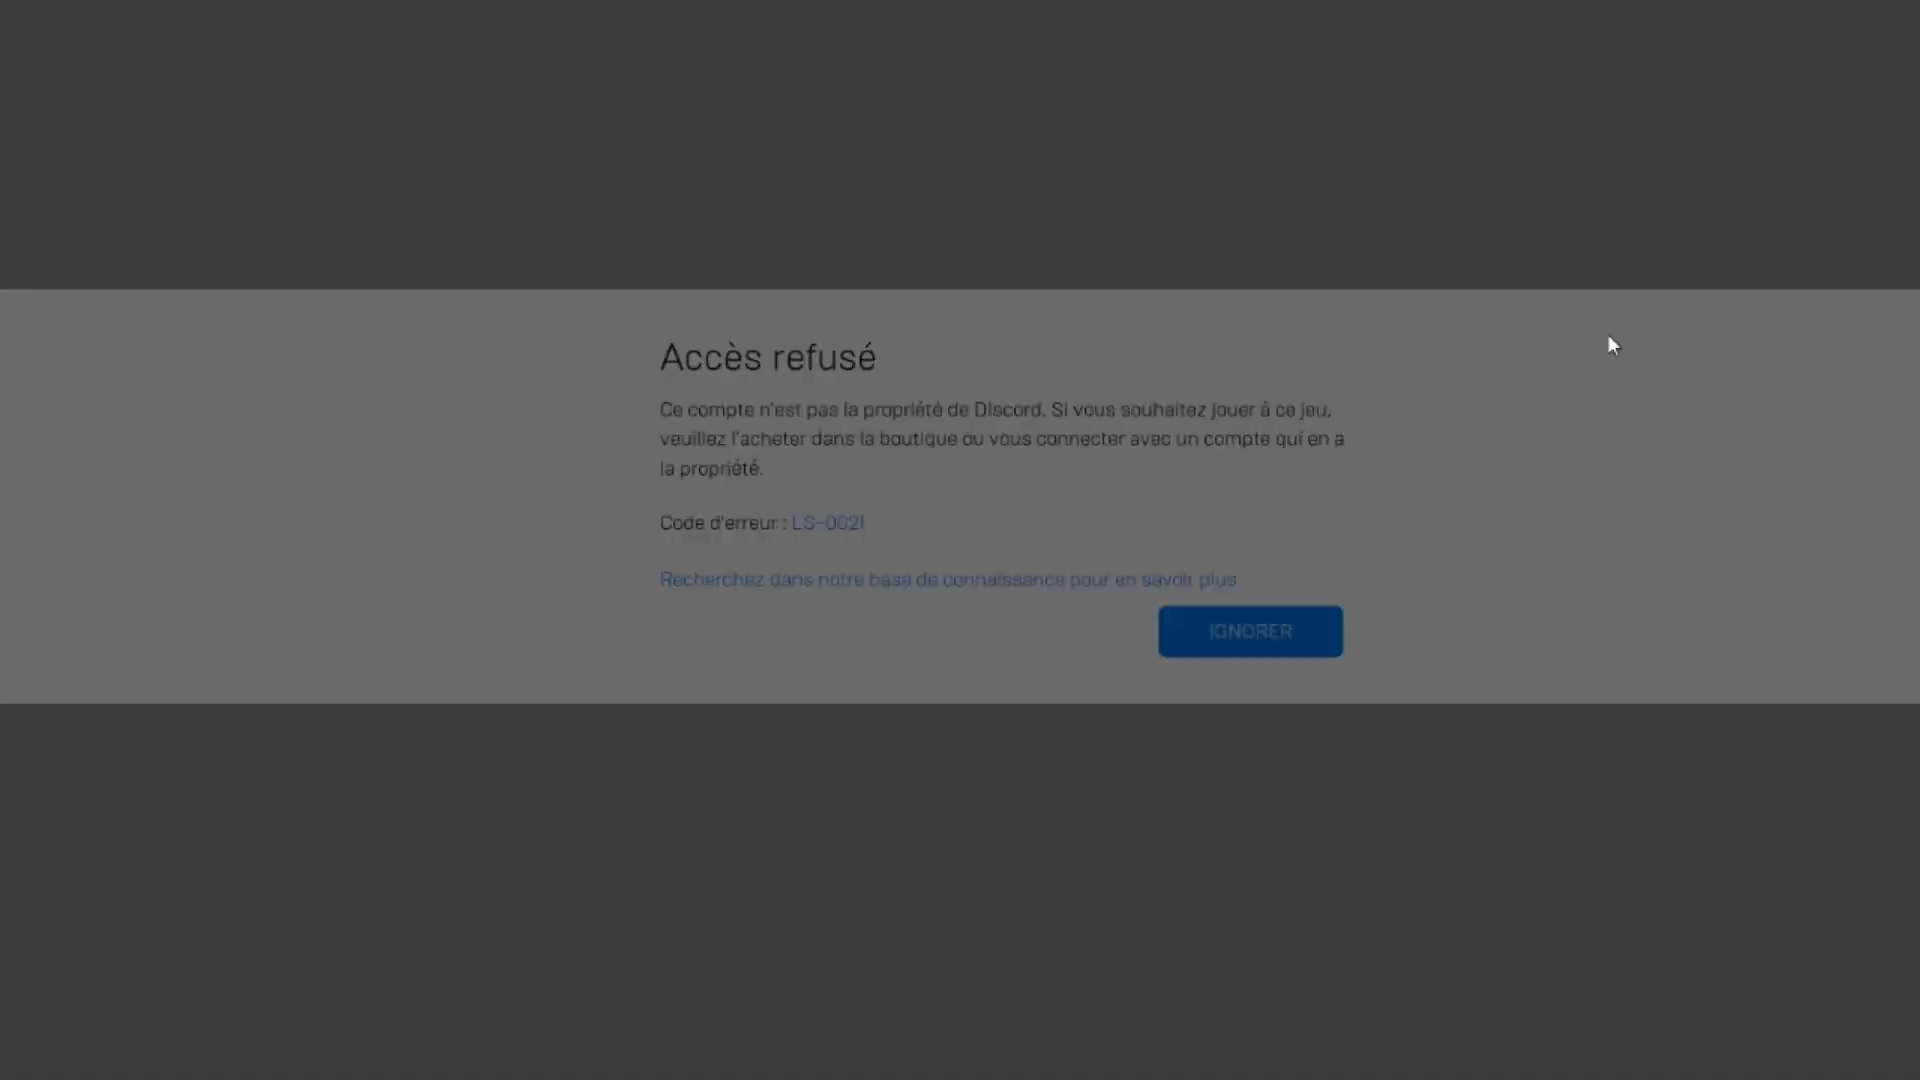 Accès refusé
Ce compte n'est pas la propriété de Discord. Si vous souhaitez jouer à ce jeu,
veuillez l'acheter dans la boutique ou vous connecter avec un compte qui en a
la propriété.
Code d'erreur : LS-0021
Recherchez dans notre base de connaissance pour en savoir plus
IGNORER